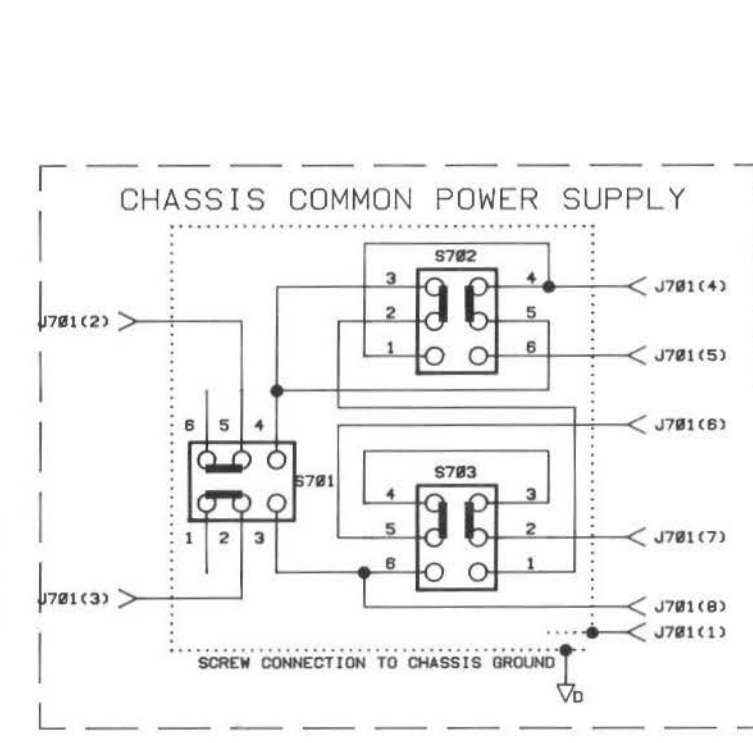 CHASSIS COMMON POWER SUPPLY
S702
3 4 J701(4)
J701(2) 2 5
1 6 J701(5)
6 5 4 J701(6)
S701 S703
4 3
1 2 3 5 2 J701(7)
6 1
J701(3) J701(8)
J701(1)
SCREW CONNECTION TO CHASSIS GROUND
D